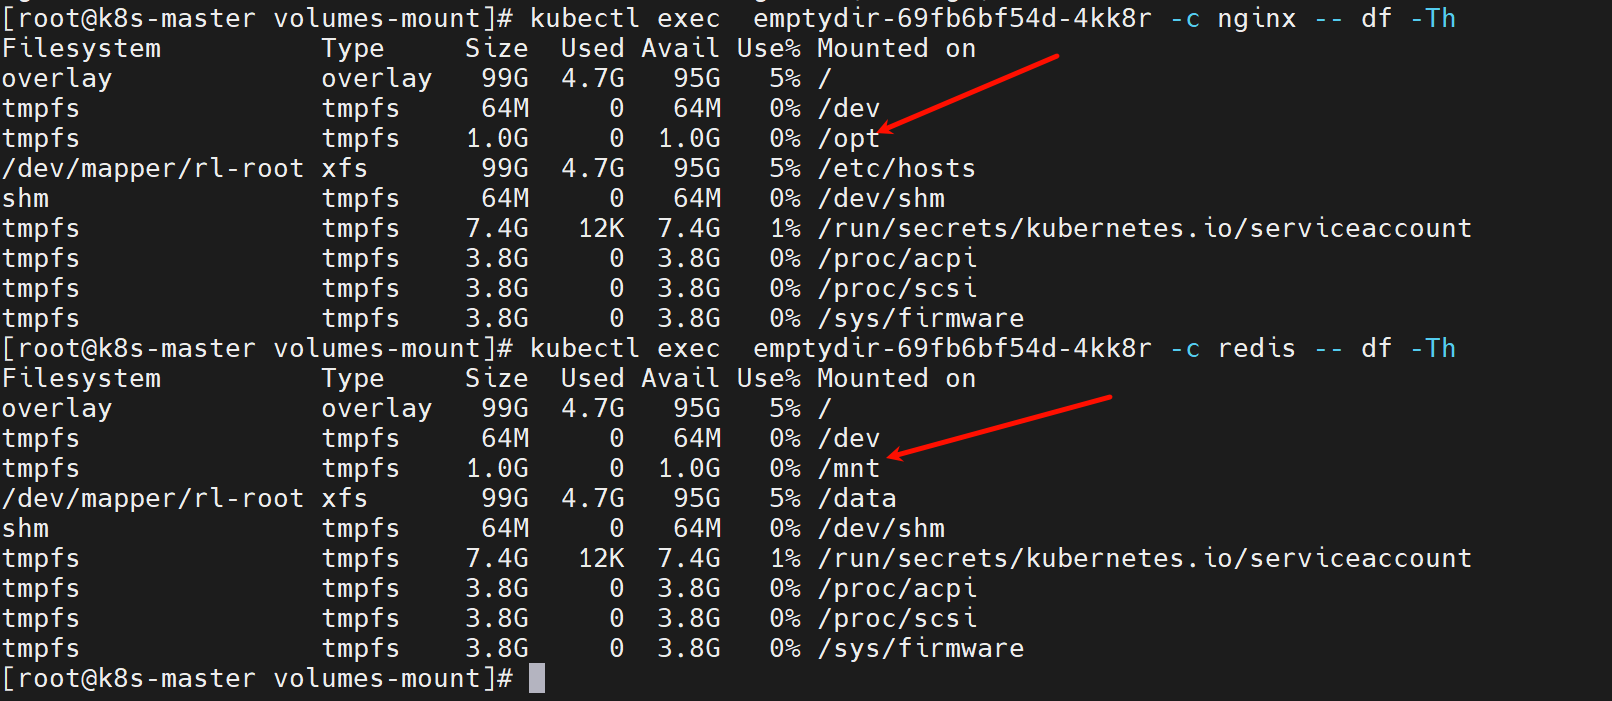 [root@k8s-master volumes-mount]# kubectl exec  emptydir-69fb6bf54d-4kk8r -c nginx -- df -Th
Filesystem          Type      Size  Used Avail Use% Mounted on
overlay             overlay    99G  4.7G   95G   5% /
tmpfs               tmpfs      64M     0   64M   0% /dev
tmpfs               tmpfs     1.0G     0  1.0G   0% /opt
/dev/mapper/rl-root xfs        99G  4.7G   95G   5% /etc/hosts
shm                 tmpfs      64M     0   64M   0% /dev/shm
tmpfs               tmpfs     7.4G   12K  7.4G   1% /run/secrets/kubernetes.io/serviceaccount
tmpfs               tmpfs     3.8G     0  3.8G   0% /proc/acpi
tmpfs               tmpfs     3.8G     0  3.8G   0% /proc/scsi
tmpfs               tmpfs     3.8G     0  3.8G   0% /sys/firmware
[root@k8s-master volumes-mount]# kubectl exec  emptydir-69fb6bf54d-4kk8r -c redis -- df -Th
Filesystem          Type      Size  Used Avail Use% Mounted on
overlay             overlay    99G  4.7G   95G   5% /
tmpfs               tmpfs      64M     0   64M   0% /dev
tmpfs               tmpfs     1.0G     0  1.0G   0% /mnt
/dev/mapper/rl-root xfs        99G  4.7G   95G   5% /data
shm                 tmpfs      64M     0   64M   0% /dev/shm
tmpfs               tmpfs     7.4G   12K  7.4G   1% /run/secrets/kubernetes.io/serviceaccount
tmpfs               tmpfs     3.8G     0  3.8G   0% /proc/acpi
tmpfs               tmpfs     3.8G     0  3.8G   0% /proc/scsi
tmpfs               tmpfs     3.8G     0  3.8G   0% /sys/firmware
[root@k8s-master volumes-mount]#